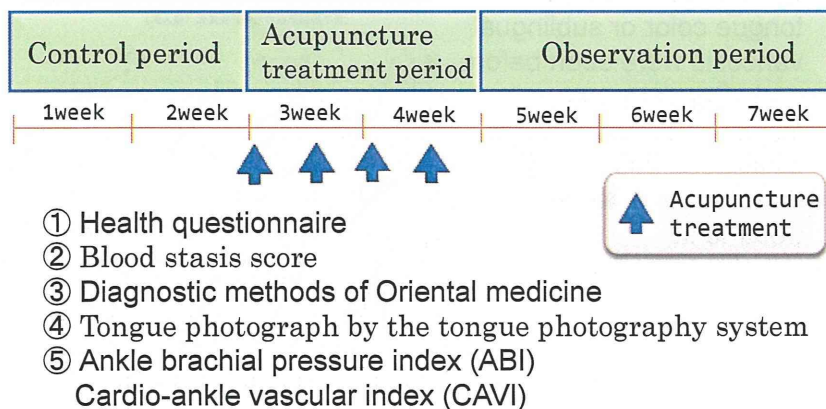 Control period
Acupuncture
treatment period
Observation period
1week 2week 3week 4week 5week 6week 7week
Acupuncture
treatment
① Health questionnaire
② Blood stasis score
③ Diagnostic methods of Oriental medicine
④ Tongue photograph by the tongue photography system
⑤ Ankle brachial pressure index (ABI)
Cardio-ankle vascular index (CAVI)